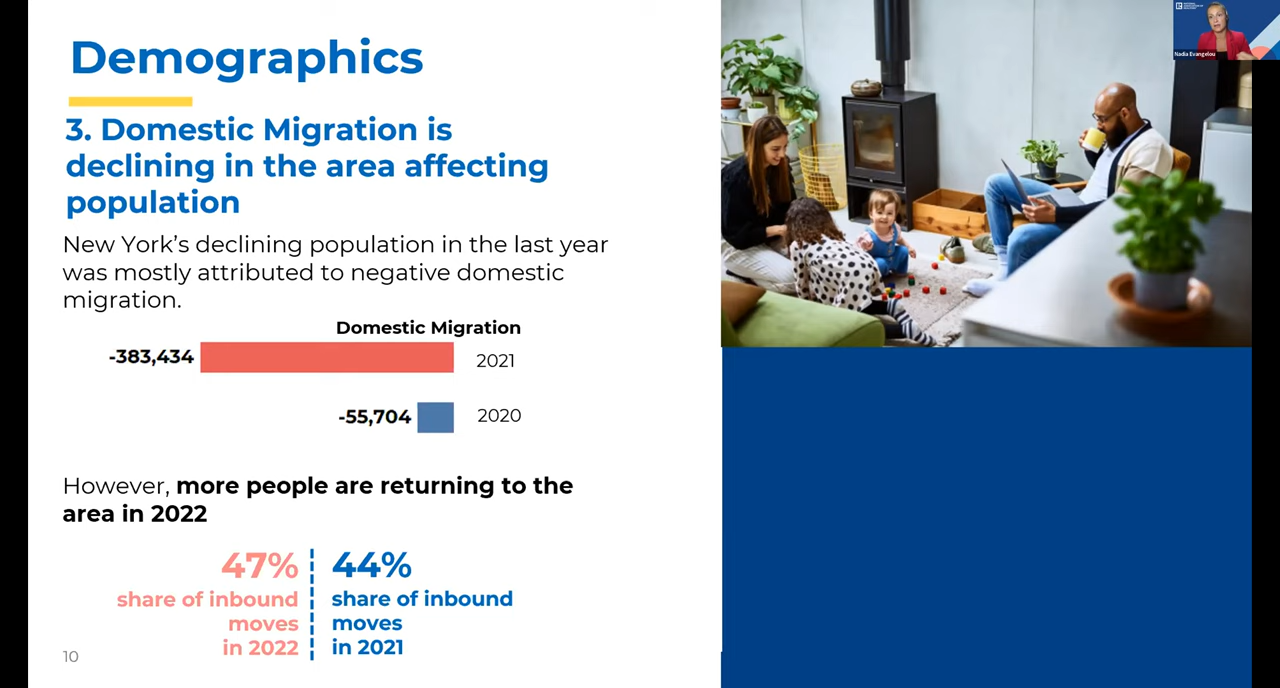 Demographics
3. Domestic Migration is
declining in the area affecting
population
New York's declining population in the last year
was mostly attributed to negative domestic
migration.
Domestic Migration
-383,434
2021
-55,704
2020
However, more people are returning to the
area in 2022
47%
share of inbound
moves
in 2022
44%
share of inbound
moves
in 2021
10
Nadia Evangelou